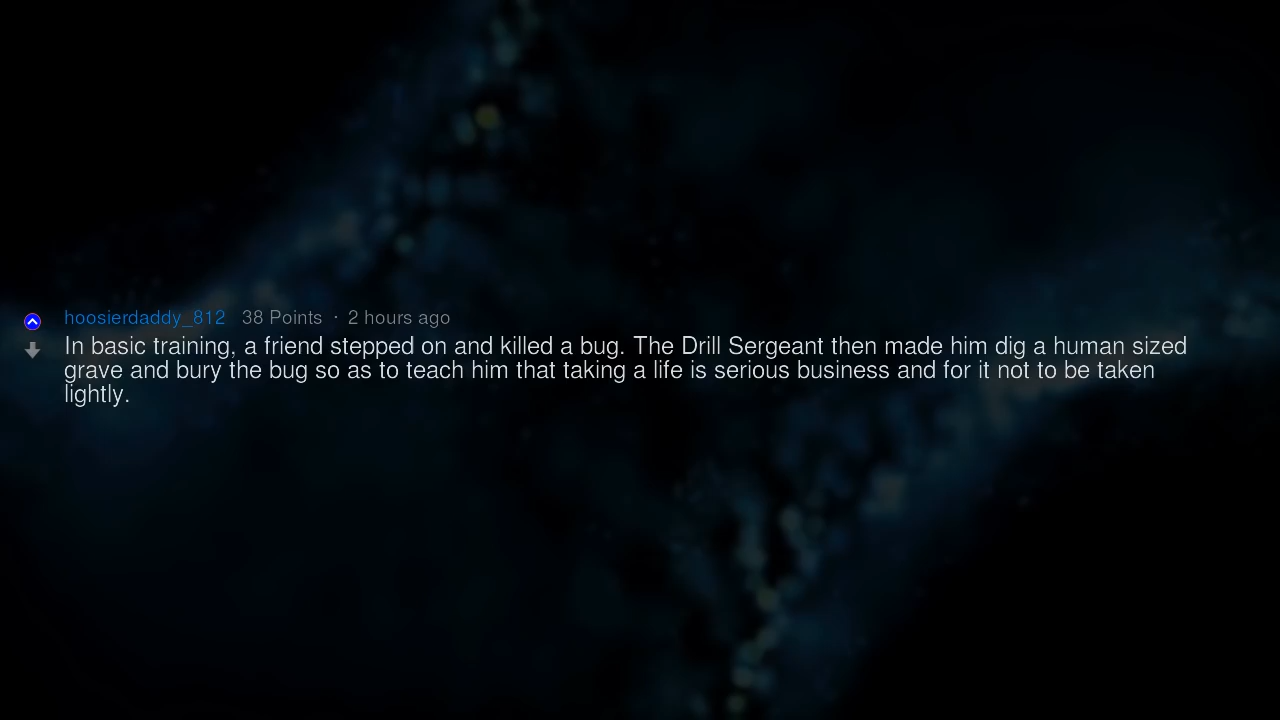 hoosierdaddy_812 38 Points · 2 hours ago
In basic training, a friend stepped on and killed a bug. The Drill Sergeant then made him dig a human sized
grave and bury the bug so as to teach him that taking a life is serious business and for it not to be taken
lightly.